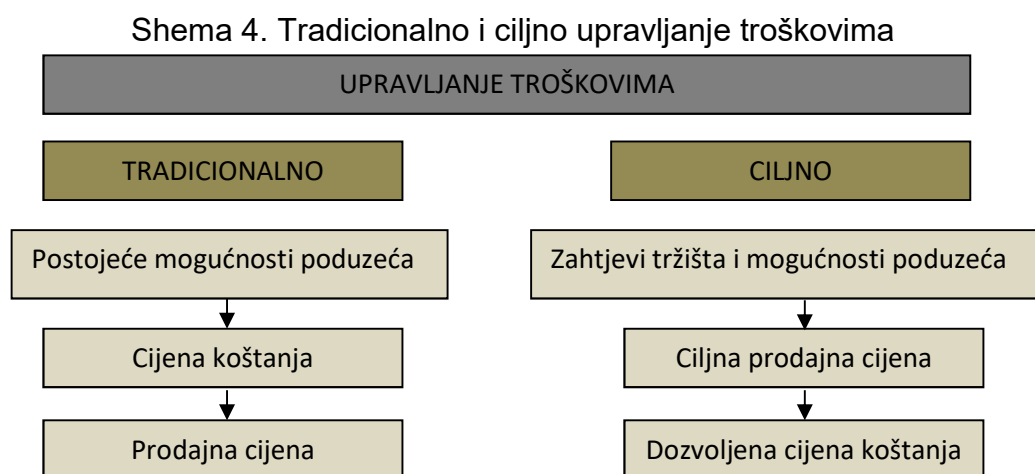 Shema 4. Tradicionalno i ciljno upravljanje troškovima
UPRAVLJANJE TROŠKOVIMA
TRADICIONALNO
CILJNO
Postojeće mogućnosti poduzeća
Zahtjevi tržišta i mogućnosti poduzeća
Cijena koštanja
Ciljna prodajna cijena
Prodajna cijena
Dozvoljena cijena koštanja